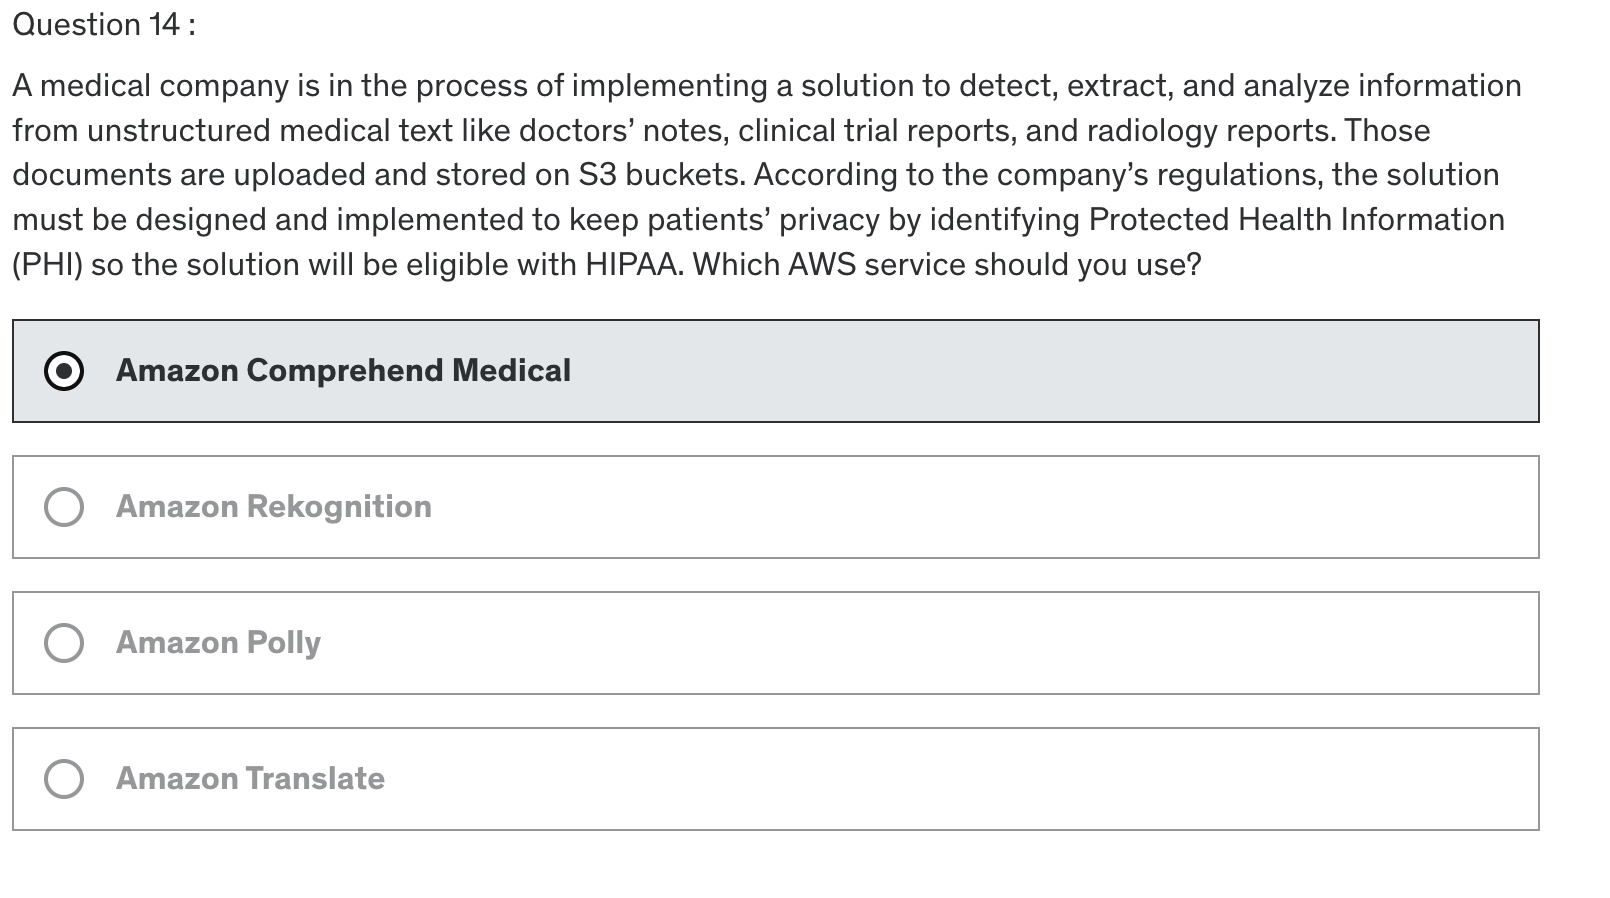 Question 14 :
A medical company is in the process of implementing a solution to detect, extract, and analyze information
from unstructured medical text like doctors’ notes, clinical trial reports, and radiology reports. Those
documents are uploaded and stored on S3 buckets. According to the company’s regulations, the solution
must be designed and implemented to keep patients’ privacy by identifying Protected Health Information
(PHI) so the solution will be eligible with HIPAA. Which AWS service should you use?
Amazon Comprehend Medical
Amazon Rekognition
Amazon Polly
Amazon Translate